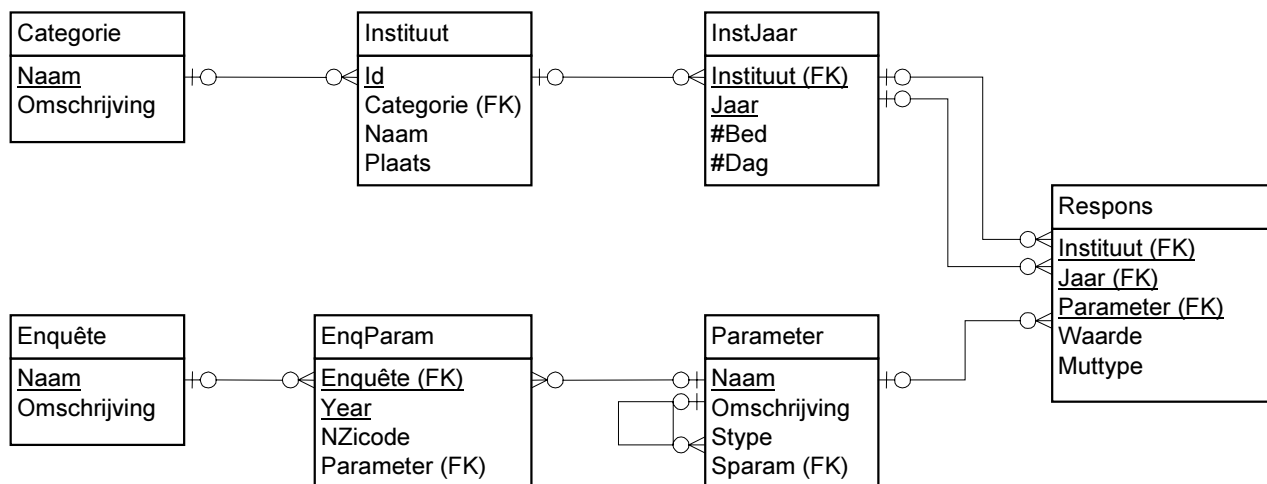 Categorie
Naam
Omschrijving
Instituut
Id
Categorie (FK)
Naam
Plaats
InstJaar
Instituut (FK)
Jaar
#Bed
#Dag
Respons
Instituut (FK)
Jaar (FK)
Parameter (FK)
Waarde
Muttype
Enquête
Naam
Omschrijving
EnqParam
Enquête (FK)
Year
NZicode
Parameter (FK)
Parameter
Naam
Omschrijving
Stype
Sparam (FK)